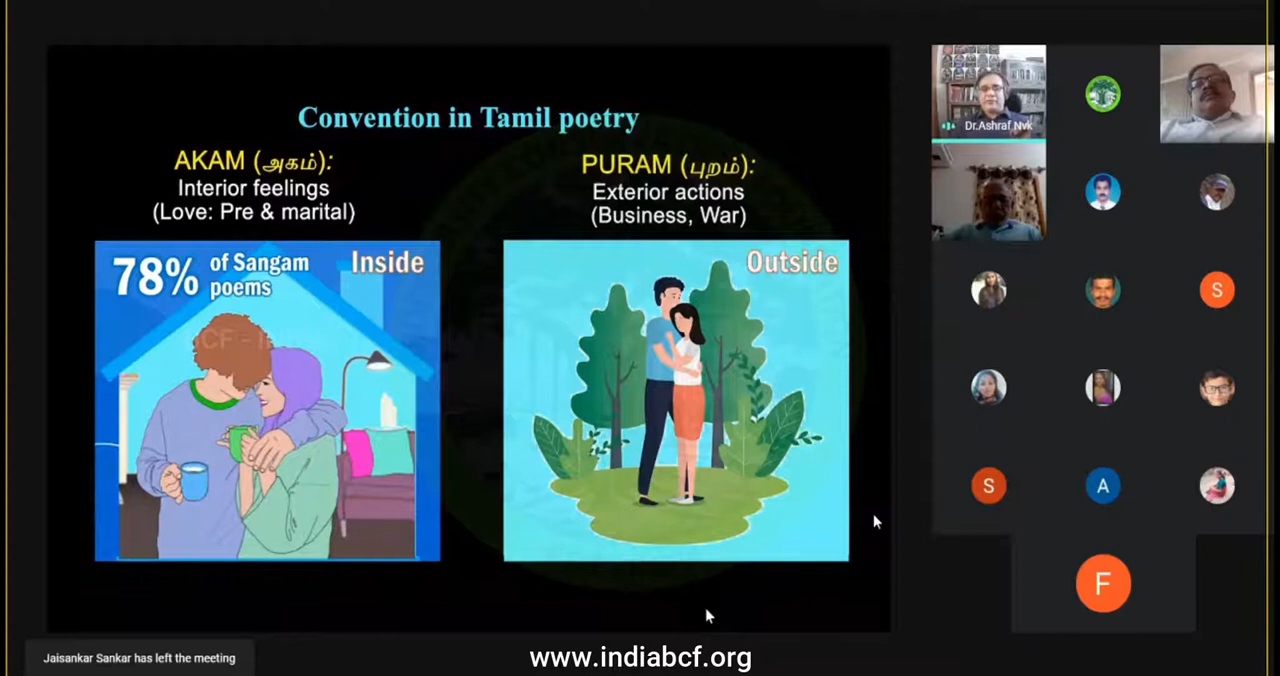 Convention in Tamil poetry
AKAM (அகம்):
Interior feelings
(Love: Pre & marital)
PURAM (புறம்):
Exterior actions
(Business, War)
78% of Sangam
poems
Inside
Outside
Dr.Ashraf Nvk
S
S
A
F
Jaisankar Sankar has left the meeting
www.indiabcf.org